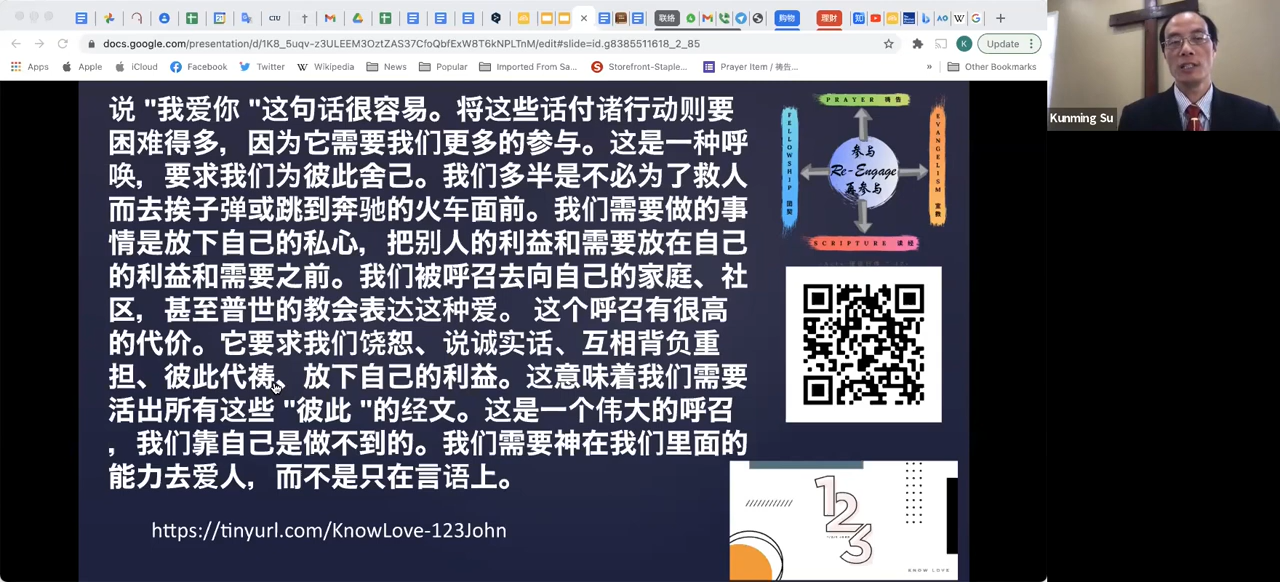 联络
购物
理财
docs.google.com/presentation/d/1K8_5uqv-z3ULEEM3OztZAS37CfoQbfExW8T6kNPLTnM/edit#slide=id.g8385511618_2_85
K
Update
Apps
Apple
iCloud
Facebook
Twitter
Wikipedia
News
Popular
Imported From Sa...
Storefront-Staple...
Prayer Item / 祷告...
Other Bookmarks
说 "我爱你 "这句话很容易。将这些话付诸行动则要
困难得多，因为它需要我们更多的参与。这是一种呼
唤，要求我们为彼此舍己。我们多半是不必为了救人
而去挨子弹或跳到奔驰的火车面前。我们需要做的事
情是放下自己的私心，把别人的利益和需要放在自己
的利益和需要之前。我们被呼召去向自己的家庭、社
区，甚至普世的教会表达这种爱。 这个呼召有很高
的代价。它要求我们饶恕、说诚实话、互相背负重
担、彼此代祷、放下自己的利益。这意味着我们需要
活出所有这些 "彼此 "的经文。这是一个伟大的呼召
，我们靠自己是做不到的。我们需要神在我们里面的
能力去爱人，而不是只在言语上。
https://tinyurl.com/KnowLove-123John
PRAYER 祷告
FELLOWSHIP 团契
EVANGELISM 宣教
参与
Re-Engage
再参与
SCRIPTURE 读经
123
KNOW LOVE
Kunming Su